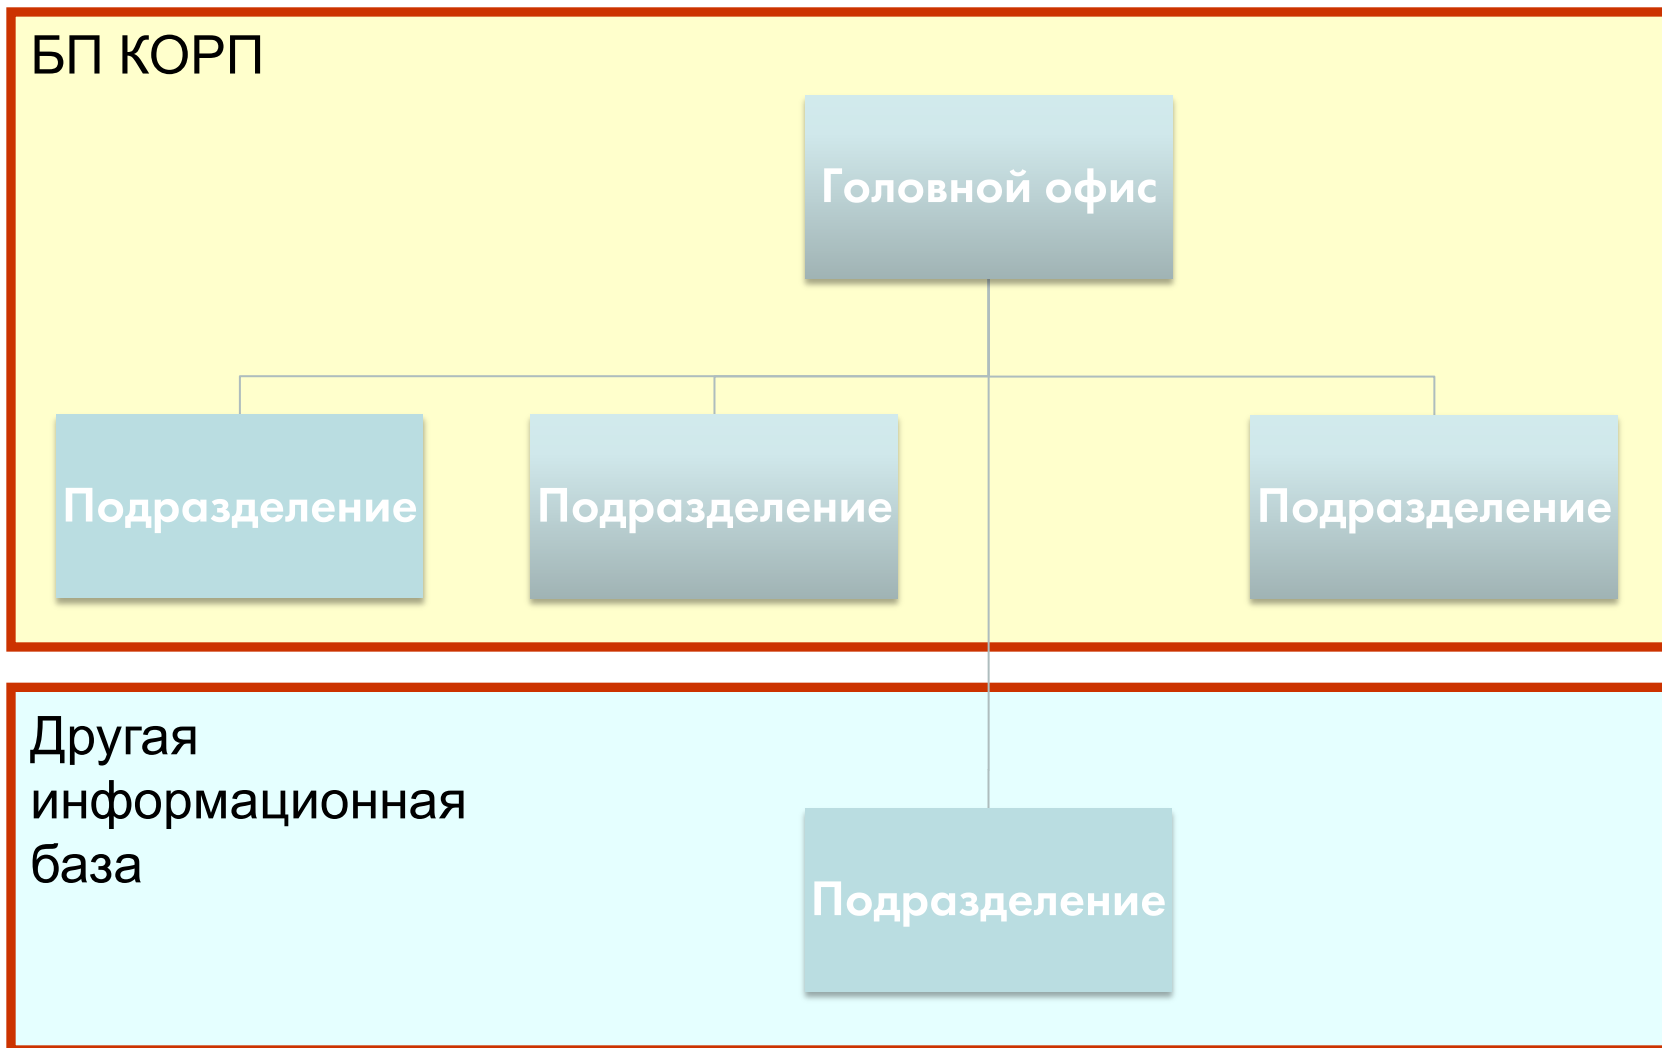 БП КОРП
Головной офис
Подразделение
Подразделение
Подразделение
Другая
информационная
база
Подразделение